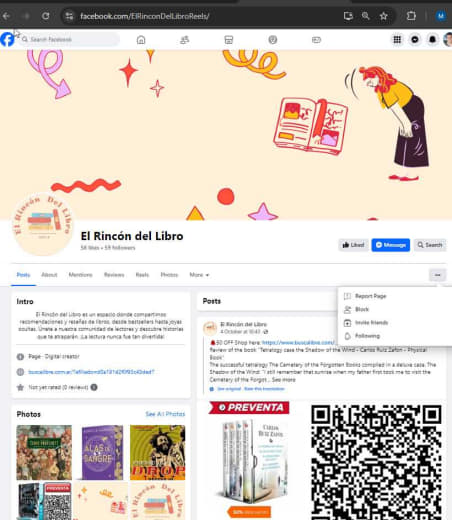 facebook.com/ElRinconDelLibroReels/
Search Facebook
El Rincón Del Libro
El Rincón del Libro
58 likes • 59 followers
Liked
Message
Search
Posts
About
Mentions
Reviews
Reels
Photos
More
Report Page
Block
Invite friends
Following
Intro
El Rincón del Libro es un espacio donde compartimos
recomendaciones y reseñas de libros, desde bestsellers hasta joyas
ocultas. Únete a nuestra comunidad de lectores y descubre historias
que te atraparán. ¡La lectura nunca fue tan divertida!
Page · Digital creator
Not yet rated (0 reviews)
Photos
See All Photos
ALAS DE
SANGRE
PREVENTA
El Rincón Del Libro
Posts
El Rincón del Libro
4 October at 10:43
50 OFF Shop here: https://www.buscalibre.com/
Review of the book "Tetralogy case the Shadow of the Wind - Carlos Ruiz Zafon - Physical
Book"
The successful tetralogy The Cemetery of the Forgotten Books compiled in a deluxe case: The
Shadow of the Wind: "I still remember that sunrise when my father first took me to visit the
Cemetery of the Forgot... See more
See original · Rate this translation
PREVENTA
CARLOS
RUIZ ZAFÓN